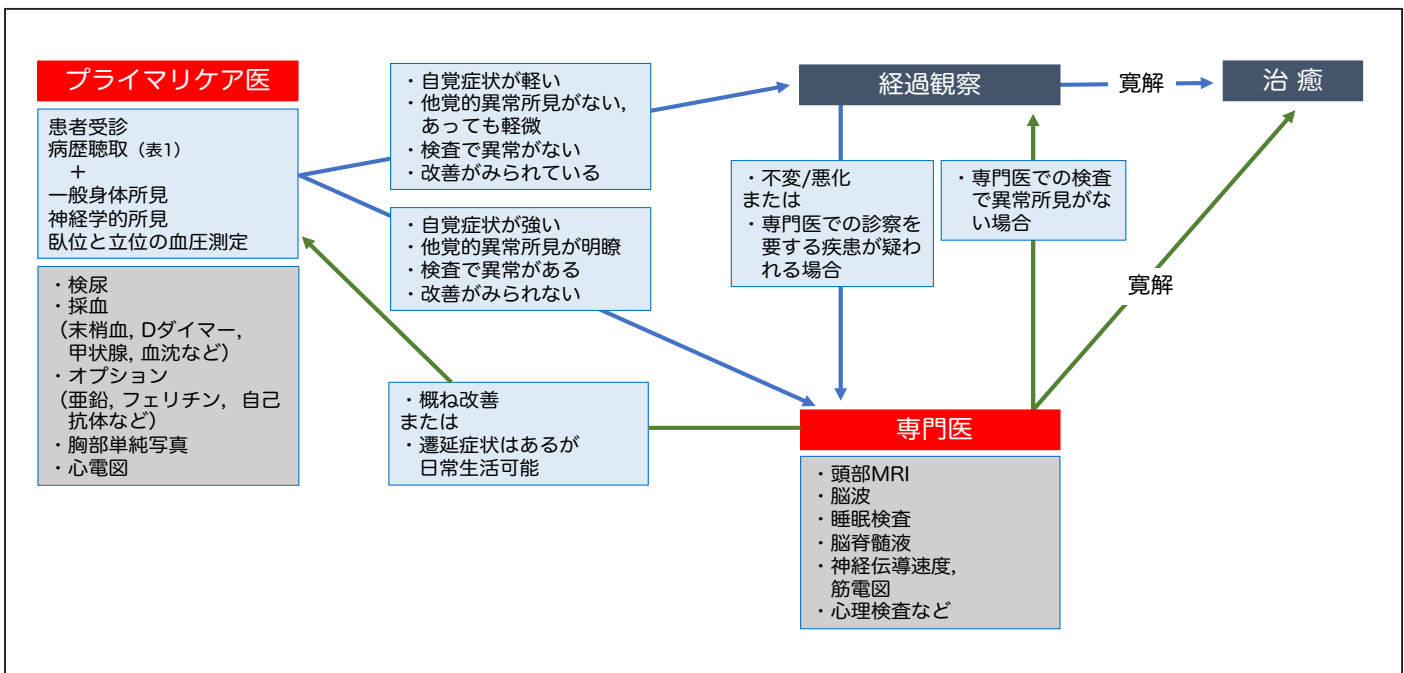 プライマリケア医
患者受診
病歴聴取（表1）
＋
一般身体所見
神経学的所見
臥位と立位の血圧測定
・検尿
・採血
（末梢血, Dダイマー,
甲状腺, 血沈など）
・オプション
（亜鉛, フェリチン, 自己
抗体など）
・胸部単純写真
・心電図
・自覚症状が軽い
・他覚的異常所見がない,
あっても軽微
・検査で異常がない
・改善がみられている
・自覚症状が強い
・他覚的異常所見が明瞭
・検査で異常がある
・改善がみられない
・概ね改善
または
・遷延症状はあるが
日常生活可能
経過観察
寛解
治 癒
・不変/悪化
または
・専門医での診察を
要する疾患が疑わ
れる場合
・専門医での検査
で異常所見がな
い場合
寛解
専門医
・頭部MRI
・脳波
・睡眠検査
・脳脊髄液
・神経伝導速度,
筋電図
・心理検査など